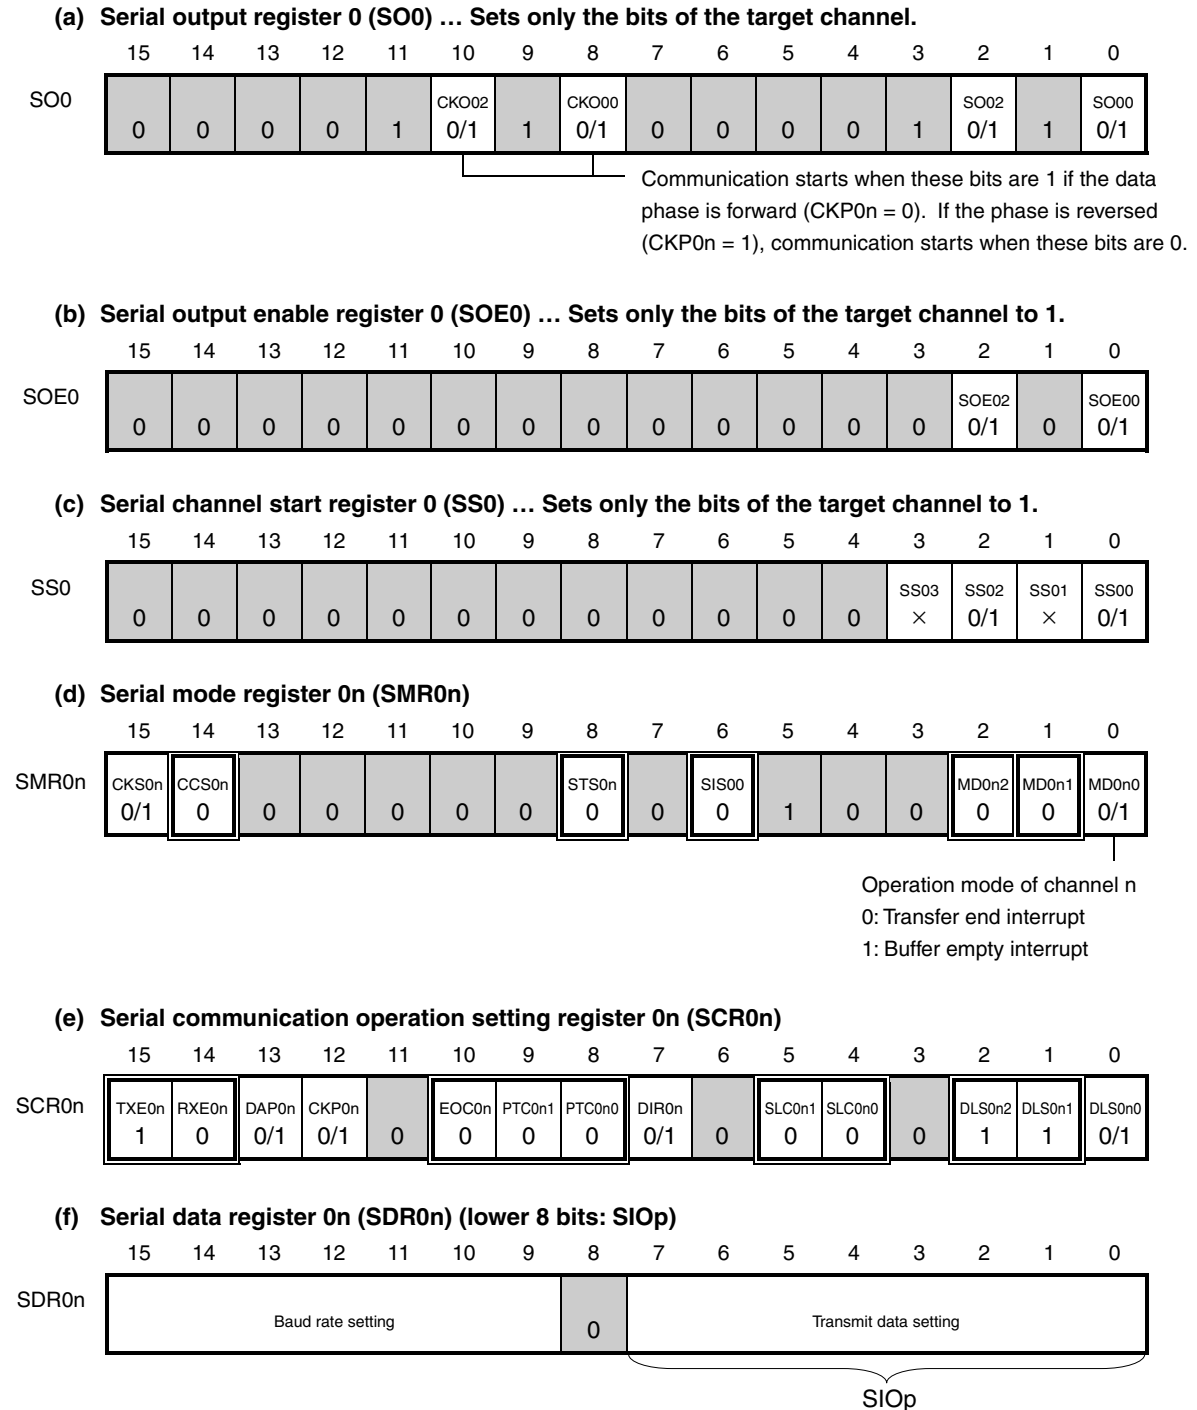 (a) Serial output register 0 (SO0) … Sets only the bits of the target channel.
15 14 13 12 11 10 9 8 7 6 5 4 3 2 1 0
SO0
CKO02 CKO00 SO02 SO00
0 0 0 0 1 0/1 1 0/1 0 0 0 0 1 0/1 1 0/1
Communication starts when these bits are 1 if the data
phase is forward (CKP0n = 0). If the phase is reversed
(CKP0n = 1), communication starts when these bits are 0.
(b) Serial output enable register 0 (SOE0) … Sets only the bits of the target channel to 1.
15 14 13 12 11 10 9 8 7 6 5 4 3 2 1 0
SOE0
SOE02 SOE00
0 0 0 0 0 0 0 0 0 0 0 0 0 0/1 0 0/1
(c) Serial channel start register 0 (SS0) … Sets only the bits of the target channel to 1.
15 14 13 12 11 10 9 8 7 6 5 4 3 2 1 0
SS0
SS03 SS02 SS01 SS00
0 0 0 0 0 0 0 0 0 0 0 0 × 0/1 × 0/1
(d) Serial mode register 0n (SMR0n)
15 14 13 12 11 10 9 8 7 6 5 4 3 2 1 0
SMR0n
CKS0n CCS0n STS0n SIS00 MD0n2 MD0n1 MD0n0
0/1 0 0 0 0 0 0 0 0 0 1 0 0 0 0 0/1
Operation mode of channel n
0: Transfer end interrupt
1: Buffer empty interrupt
(e) Serial communication operation setting register 0n (SCR0n)
15 14 13 12 11 10 9 8 7 6 5 4 3 2 1 0
SCR0n
TXE0n RXE0n DAP0n CKP0n EOC0n PTC0n1 PTC0n0 DIR0n SLC0n1 SLC0n0 DLS0n2 DLS0n1 DLS0n0
1 0 0/1 0/1 0 0 0 0 0/1 0 0 0 0 1 1 0/1
(f) Serial data register 0n (SDR0n) (lower 8 bits: SIOp)
15 14 13 12 11 10 9 8 7 6 5 4 3 2 1 0
SDR0n
Baud rate setting 0 Transmit data setting
SIOp